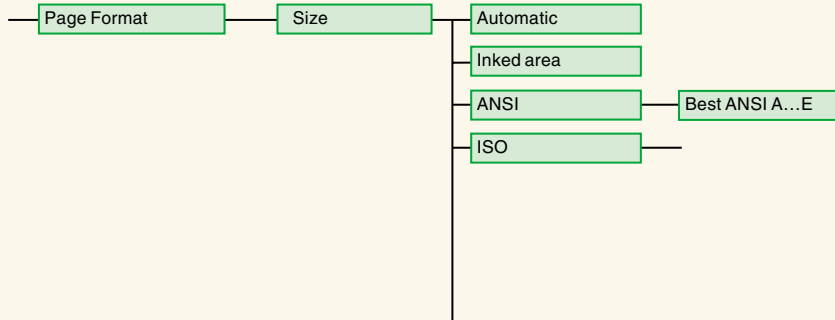 Page Format
Size
Automatic
Inked area
ANSI
Best ANSI A…E
ISO